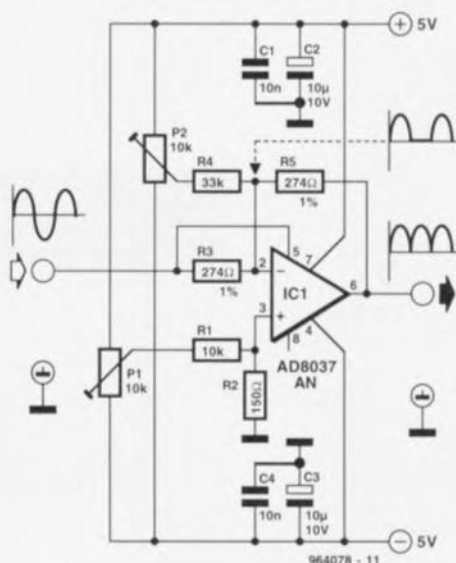 + 5V
C1
10n
C2
10µ
10V
P2
10k
R4
33k
R5
274Ω
1%
R3
274Ω
1%
2
−
5
7
IC1
6
3
+
8
4
AD8037
AN
R1
10k
R2
150Ω
P1
10k
C4
10n
C3
10µ
10V
− 5V
964078 - 11